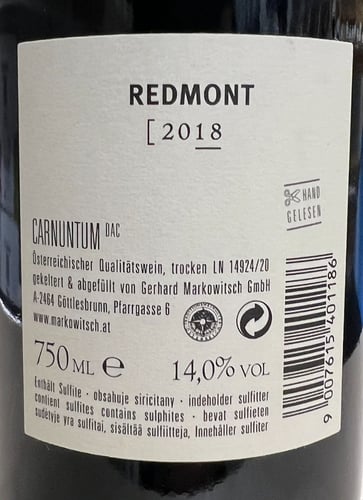 REDMONT
[2018
HAND
GELESEN
CARNUNTUM DAC
Österreichischer Qualitätswein, trocken LN 14924/20
gekeltert & abgefüllt von Gerhard Markowitsch GmbH
A-2464 Göttlesbrunn, Pfarrgasse 6
www.markowitsch.at
750 ML e 14,0% VOL
Enthält Sulfite · obsahuje siricitany · indeholder sulfitter
contient sulfites contains sulphites · bevat sulfieten
sudėtyje yra sulfitai, sisältää sulfiitteja, Innehåller sulfiter
9 007615 401186